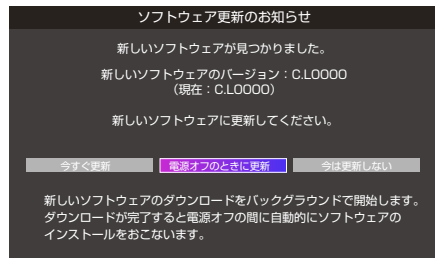 ソフトウェア更新のお知らせ
新しいソフトウェアが見つかりました。
新しいソフトウェアのバージョン：C.L0000
（現在：C.L0000）
新しいソフトウェアに更新してください。
今すぐ更新　電源オフのときに更新　今は更新しない
新しいソフトウェアのダウンロードをバックグラウンドで開始します。
ダウンロードが完了すると電源オフの間に自動的にソフトウェアの
インストールをおこないます。